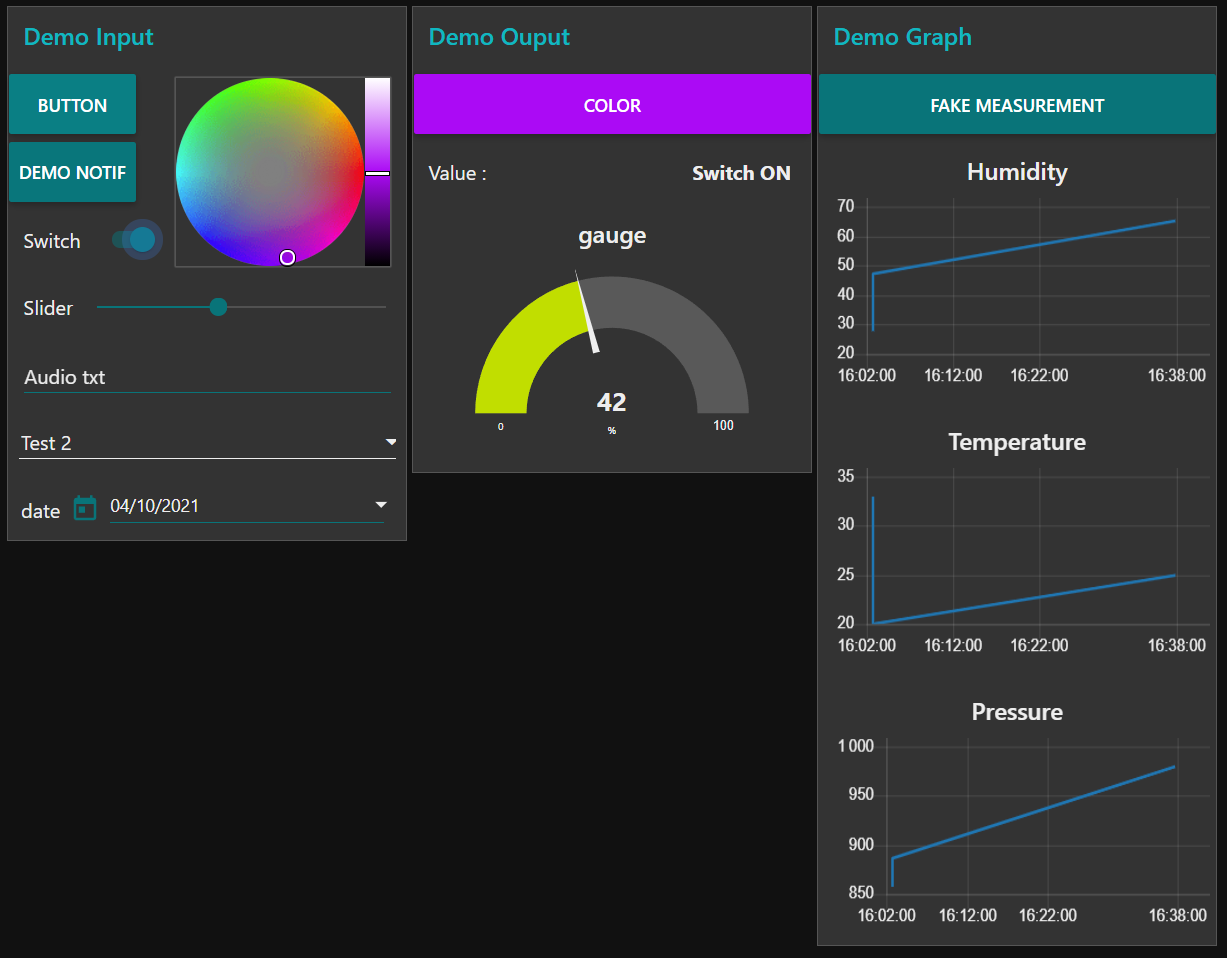 Demo Input
BUTTON
DEMO NOTIF
Switch
Slider
Audio txt
Test 2
date 04/10/2021
Demo Ouput
COLOR
Value : Switch ON
gauge
42
0 % 100
Demo Graph
FAKE MEASUREMENT
Humidity
70
60
50
40
30
20
16:02:00 16:12:00 16:22:00 16:38:00
Temperature
35
30
25
20
16:02:00 16:12:00 16:22:00 16:38:00
Pressure
1 000
950
900
850
16:02:00 16:12:00 16:22:00 16:38:00